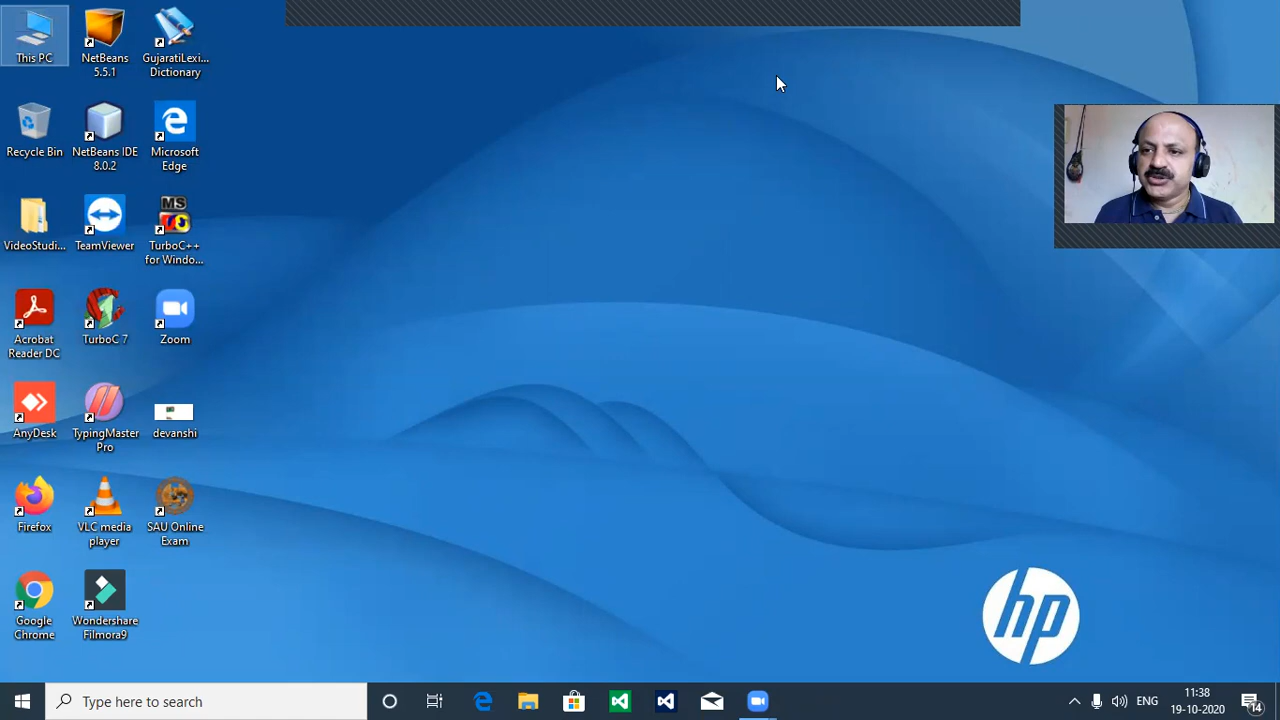 This PC
NetBeans
5.5.1
GujaratiLexi...
Dictionary
Recycle Bin
NetBeans IDE
8.0.2
Microsoft
Edge
VideoStudi...
TeamViewer
MS
TurboC++
for Windo...
Acrobat
Reader DC
TurboC 7
Zoom
AnyDesk
TypingMaster
Pro
devanshi
Firefox
VLC media
player
SAU Online
Exam
Google
Chrome
Wondershare
Filmora9
hp
Type here to search
ENG
11:38
19-10-2020
14